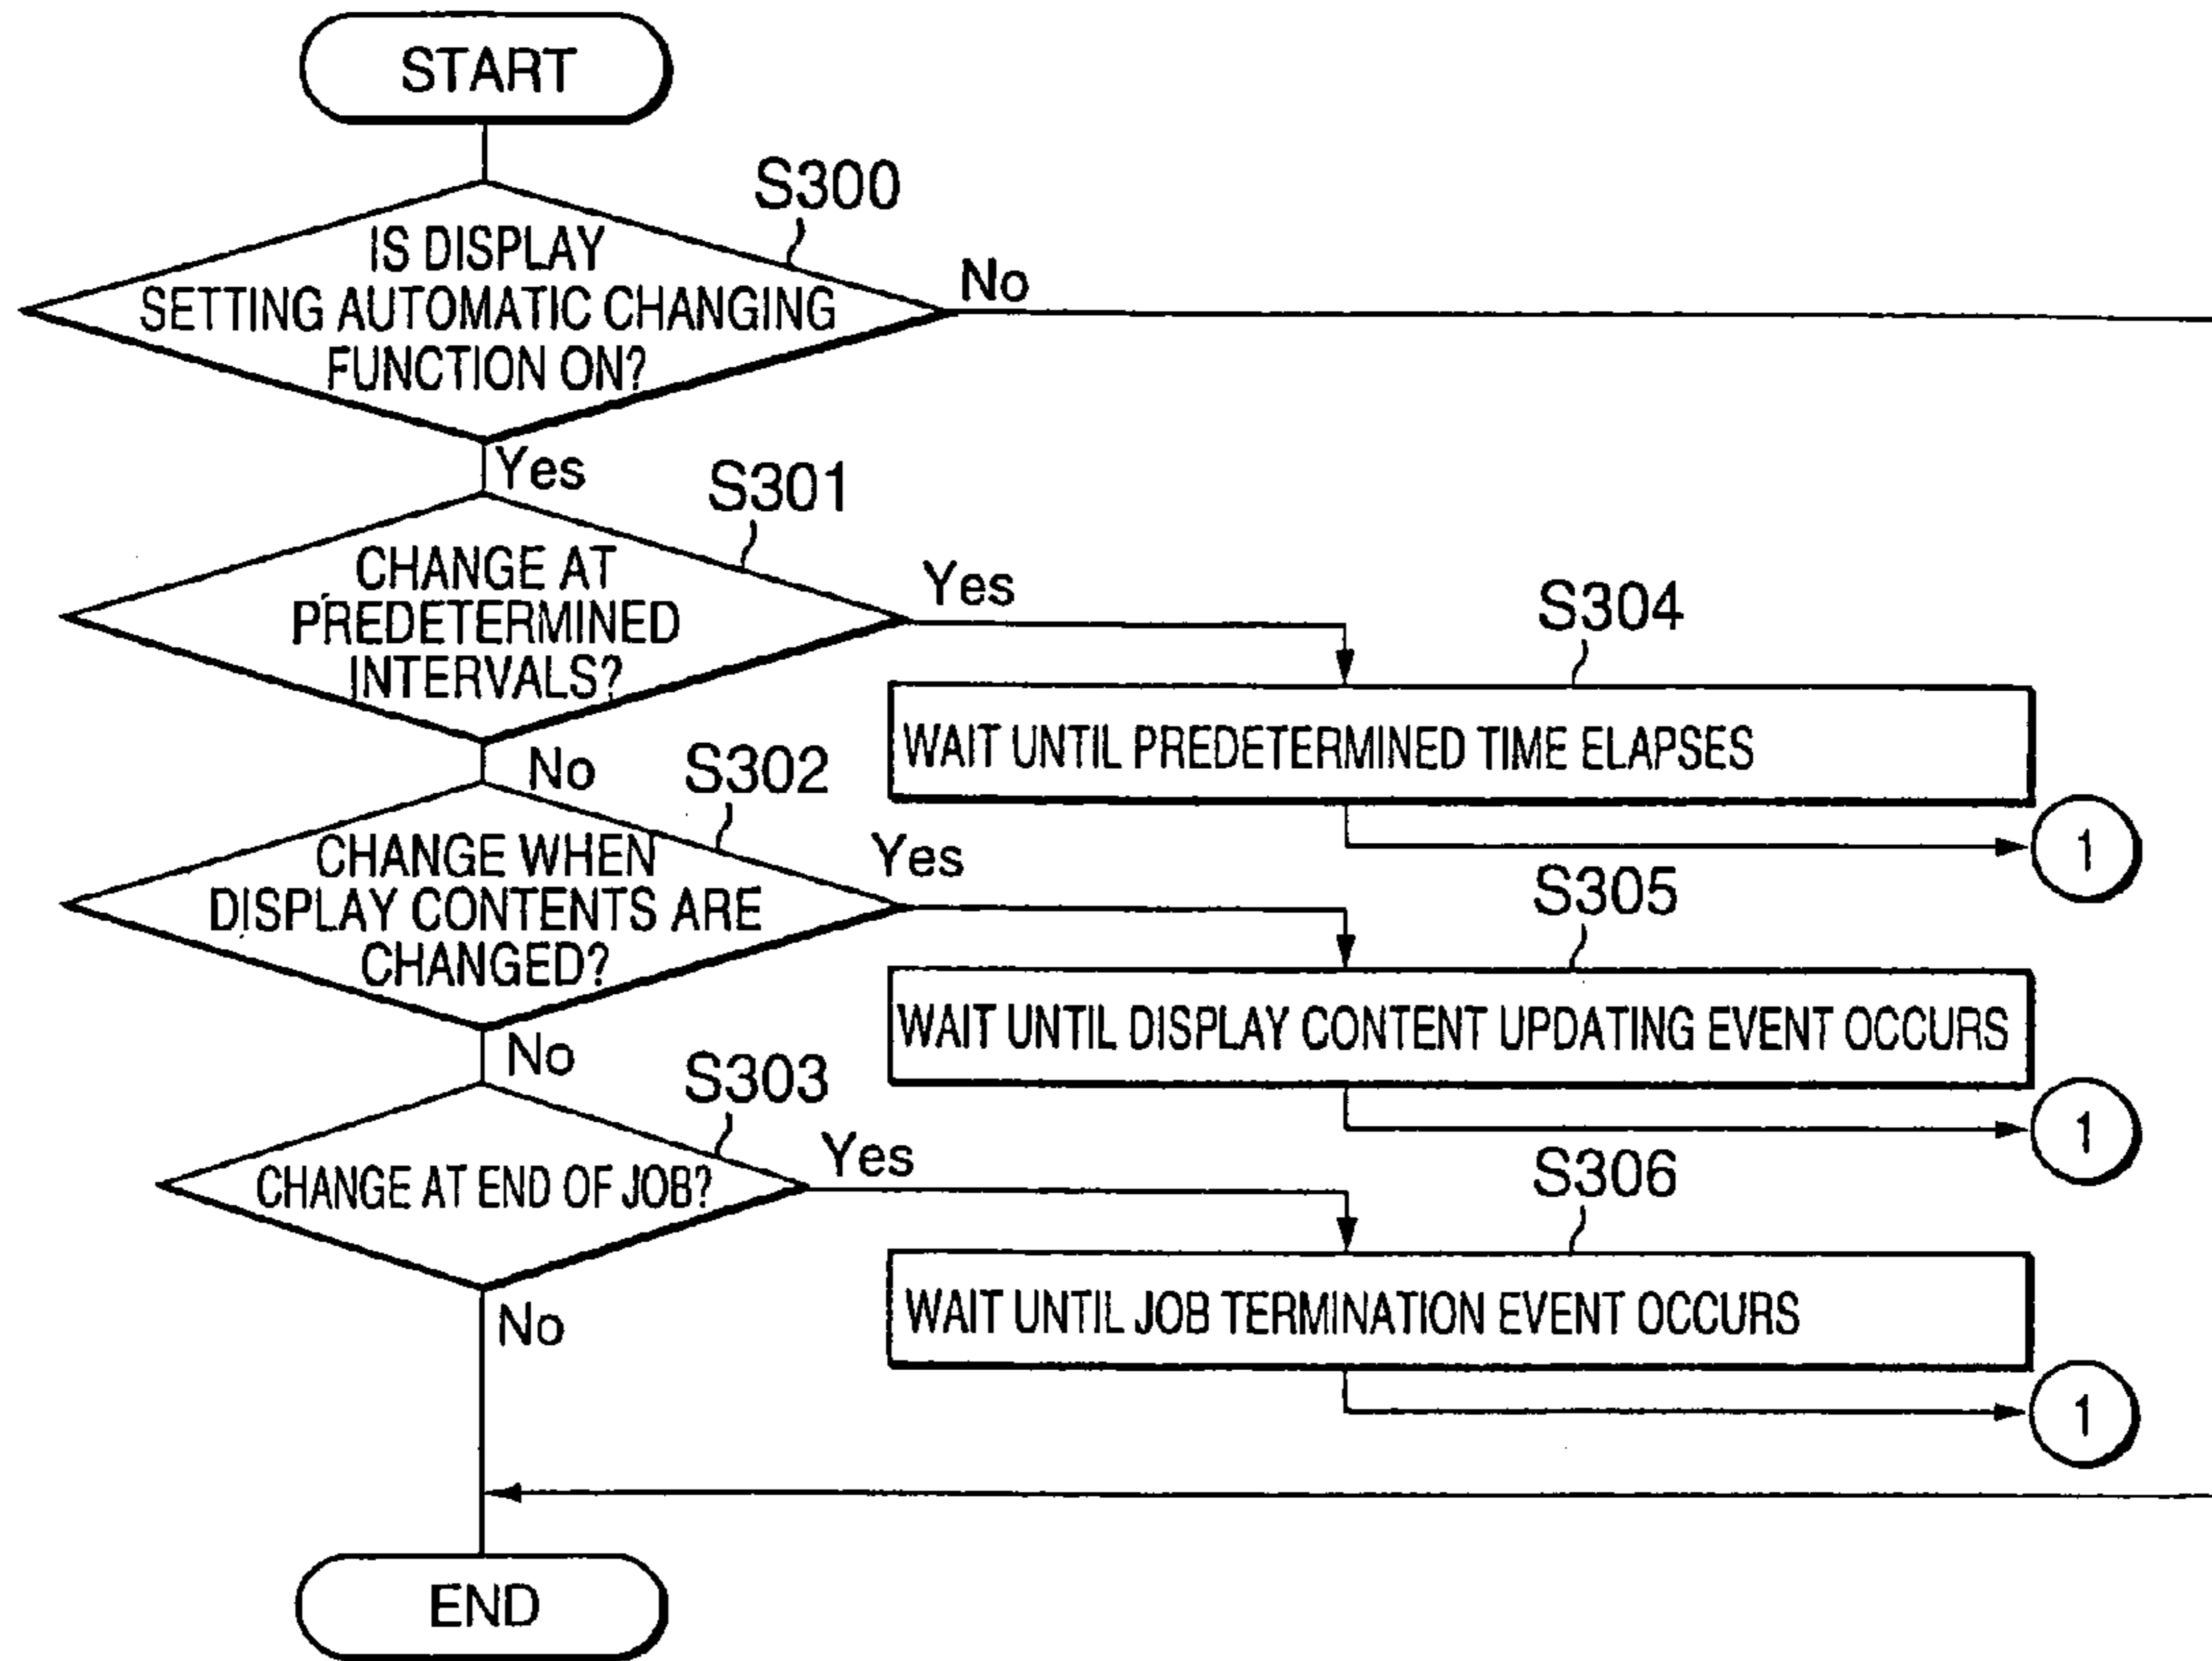 START
S300
IS DISPLAY
SETTING AUTOMATIC CHANGING
FUNCTION ON?
No
Yes
S301
CHANGE AT
PREDETERMINED
INTERVALS?
Yes
S304
WAIT UNTIL PREDETERMINED TIME ELAPSES
1
No
S302
CHANGE WHEN
DISPLAY CONTENTS ARE
CHANGED?
Yes
S305
WAIT UNTIL DISPLAY CONTENT UPDATING EVENT OCCURS
1
No
S303
CHANGE AT END OF JOB?
Yes
S306
WAIT UNTIL JOB TERMINATION EVENT OCCURS
1
No
END